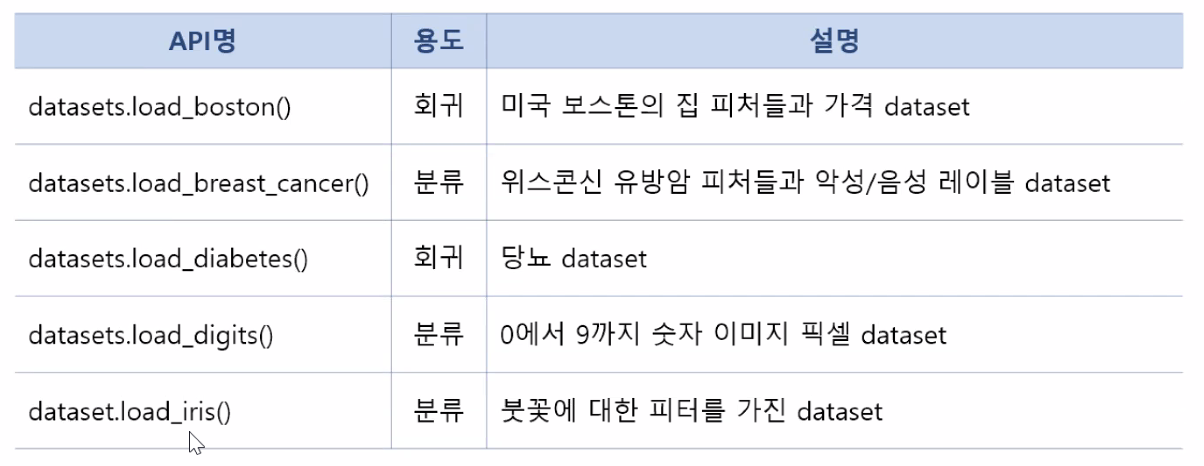 API명 용도 설명
datasets.load_boston() 회귀 미국 보스톤의 집 피처들과 가격 dataset
datasets.load_breast_cancer() 분류 위스콘신 유방암 피처들과 악성/음성 레이블 dataset
datasets.load_diabetes() 회귀 당뇨 dataset
datasets.load_digits() 분류 0에서 9까지 숫자 이미지 픽셀 dataset
dataset.load_iris() 분류 붓꽃에 대한 피터를 가진 dataset